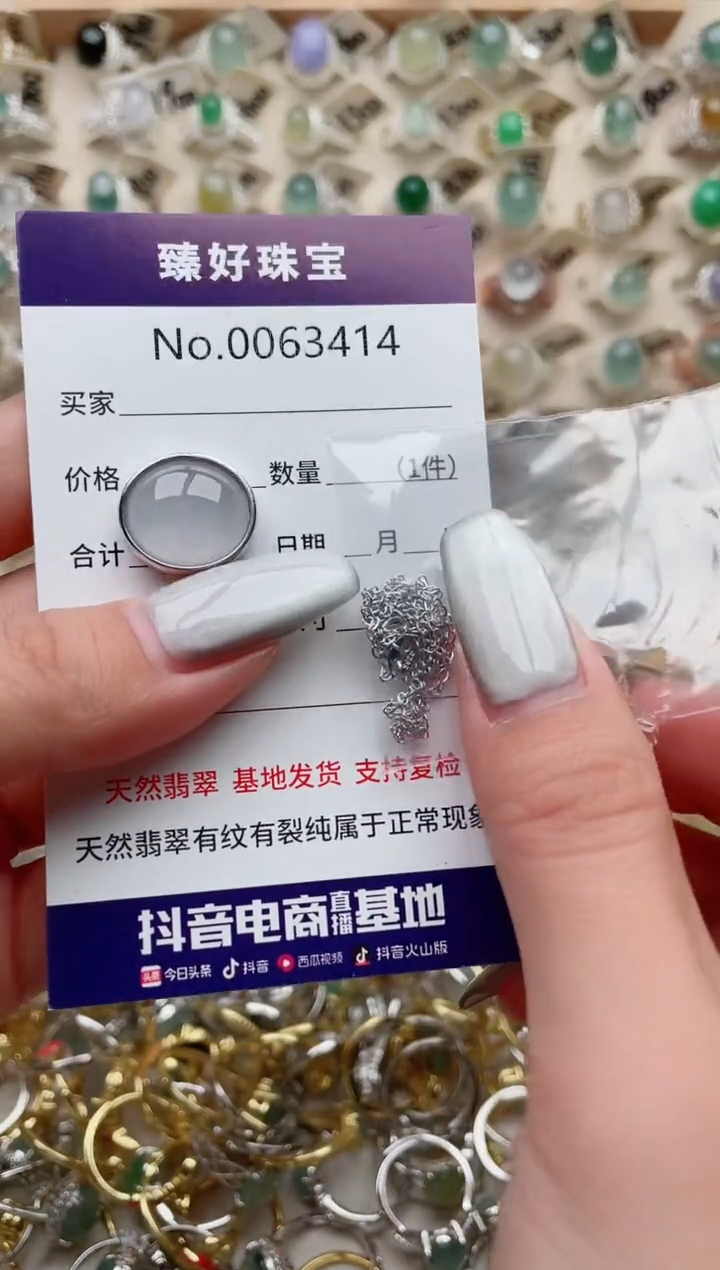 臻好珠宝
No.0063414
买家
价格 数量 (1件)
合计 日期 月
天然翡翠 基地发货 支持复检
天然翡翠有纹有裂纯属于正常现象
抖音电商直播基地
头条 今日头条 抖音 西瓜视频 抖音火山版